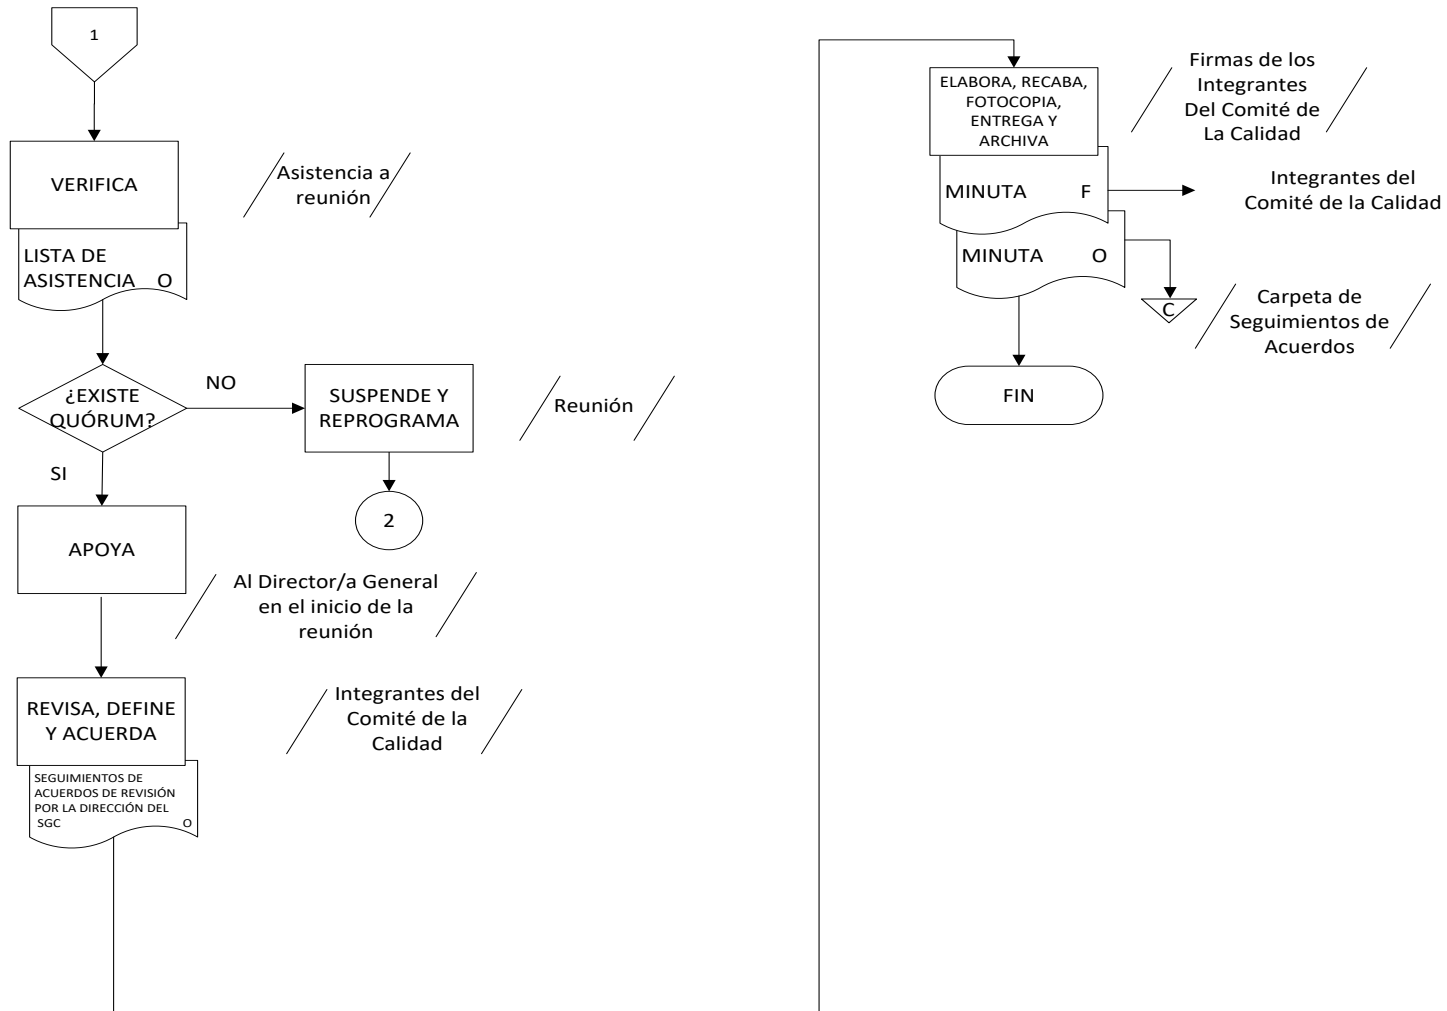 1
VERIFICA
Asistencia a
reunión
LISTA DE
ASISTENCIA O
¿EXISTE
QUÓRUM?
NO
SUSPENDE Y
REPROGRAMA
Reunión
SI
2
APOYA
Al Director/a General
en el inicio de la
reunión
REVISA, DEFINE
Y ACUERDA
Integrantes del
Comité de la
Calidad
SEGUIMIENTOS DE
ACUERDOS DE REVISIÓN
POR LA DIRECCIÓN DEL
SGC O
ELABORA, RECABA,
FOTOCOPIA,
ENTREGA Y
ARCHIVA
Firmas de los
Integrantes
Del Comité de
La Calidad
MINUTA F
Integrantes del
Comité de la Calidad
MINUTA O
C
Carpeta de
Seguimientos de
Acuerdos
FIN